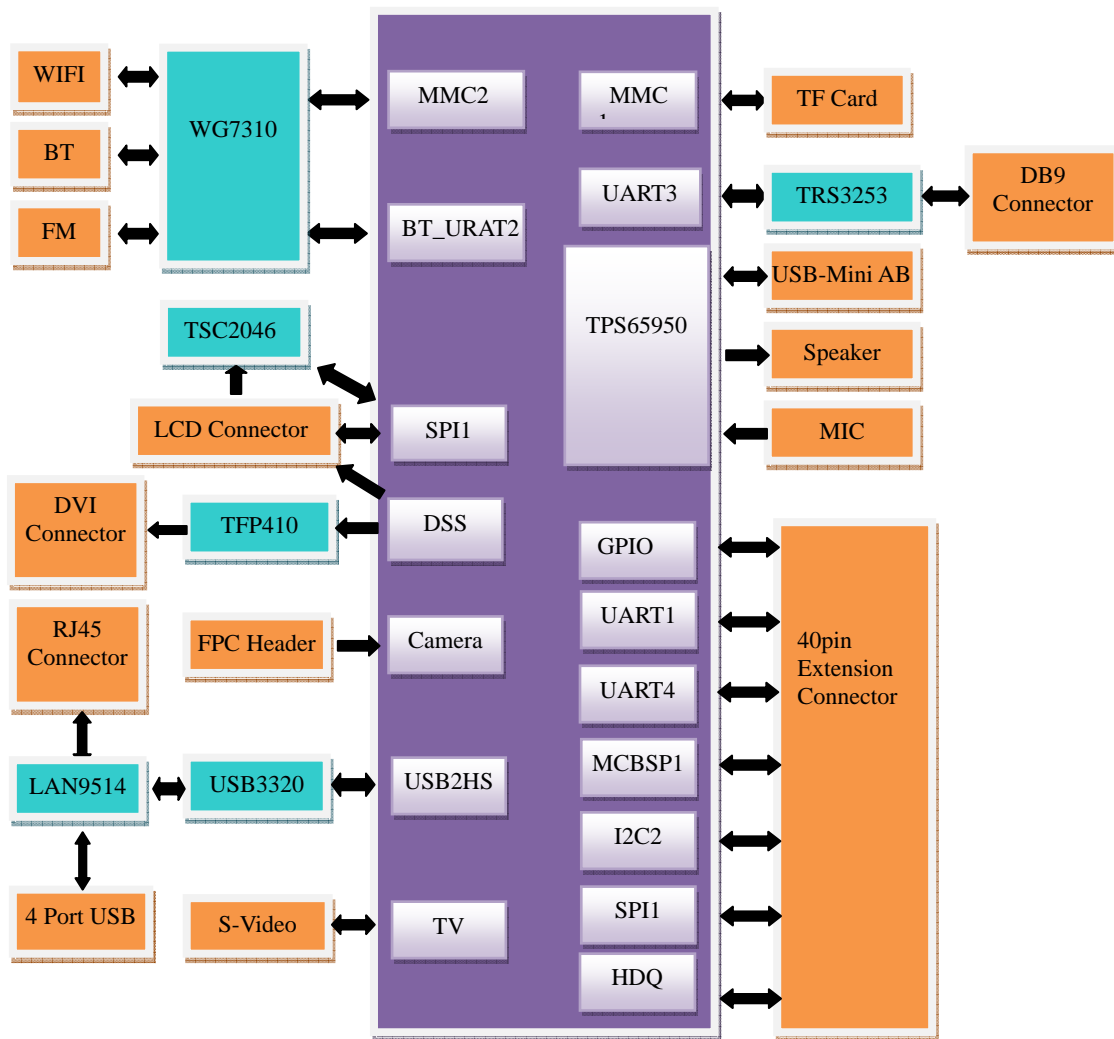 WIFI
BT
FM
WG7310
MMC2
BT_URAT2
MMC
UART3
TPS65950
TF Card
TRS3253
DB9
Connector
USB-Mini AB
Speaker
MIC
TSC2046
LCD Connector
SPI1
DVI
Connector
TFP410
DSS
RJ45
Connector
FPC Header
Camera
LAN9514
USB3320
USB2HS
4 Port USB
S-Video
TV
GPIO
UART1
UART4
MCBSP1
I2C2
SPI1
HDQ
40pin
Extension
Connector